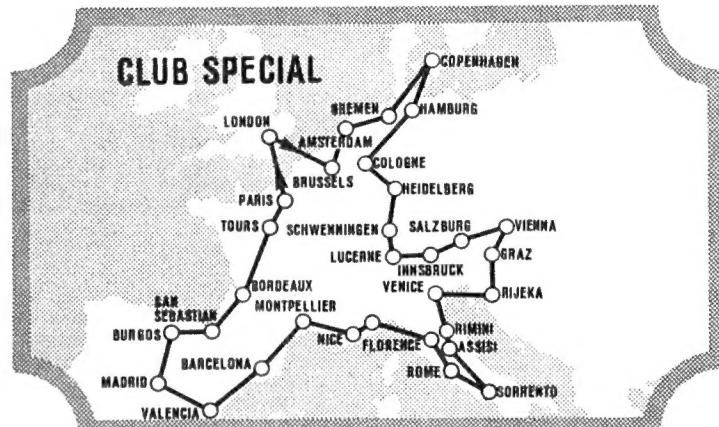 CLUB SPECIAL
COPENHAGEN
BREMEN
HAMBURG
LONDON
AMSTERDAM
BRUSSELS
COLOGNE
HEIDELBERG
PARIS
TOURS
SCHWENNINGEN
SALZBURG
VIENNA
LUCERNE
INNSBRUCK
GRAZ
VENICE
RIJEKA
BORDEAUX
SAN
SEBASTIAN
MONTPELLIER
BURGOS
NICE
FLORENCE
RIMINI
ASSISI
BARCELONA
ROME
MADRID
SORRENTO
VALENCIA